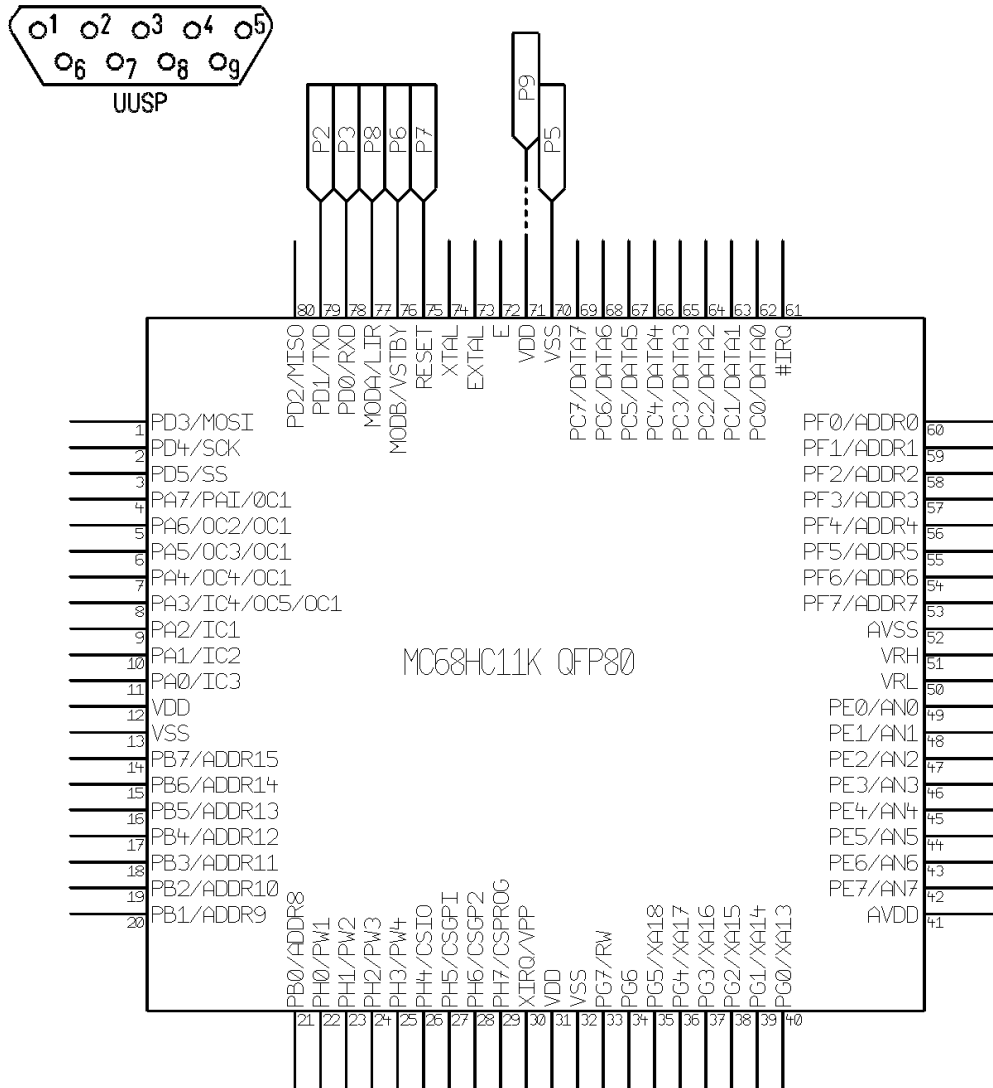 1 2 3 4 5
6 7 8 9
UUSP
P2 P3 P8 P6 P7 P9 P5
80 79 78 77 76 75 74 73 72 71 70 69 68 67 66 65 64 63 62 61
PD2/MISO
PD1/TXD
PD0/RXD
MODA/LIR
MODB/VSTBY
RESET
XTAL
EXTAL
E
VDD
VSS
PC7/DATA7
PC6/DATA6
PC5/DATA5
PC4/DATA4
PC3/DATA3
PC2/DATA2
PC1/DATA1
PC0/DATA0
#IRQ
1 PD3/MOSI
2 PD4/SCK
3 PD5/SS
4 PA7/PAI/OC1
5 PA6/OC2/OC1
6 PA5/OC3/OC1
7 PA4/OC4/OC1
8 PA3/IC4/OC5/OC1
9 PA2/IC1
10 PA1/IC2
11 PA0/IC3
12 VDD
13 VSS
14 PB7/ADDR15
15 PB6/ADDR14
16 PB5/ADDR13
17 PB4/ADDR12
18 PB3/ADDR11
19 PB2/ADDR10
20 PB1/ADDR9
MC68HC11K QFP80
PF0/ADDR0 60
PF1/ADDR1 59
PF2/ADDR2 58
PF3/ADDR3 57
PF4/ADDR4 56
PF5/ADDR5 55
PF6/ADDR6 54
PF7/ADDR7 53
AVSS 52
VRH 51
VRL 50
PE0/AN0 49
PE1/AN1 48
PE2/AN2 47
PE3/AN3 46
PE4/AN4 45
PE5/AN5 44
PE6/AN6 43
PE7/AN7 42
AVDD 41
PB0/ADDR8
PH0/PW1
PH1/PW2
PH2/PW3
PH3/PW4
PH4/CSIO
PH5/CSGPI
PH6/CSGP2
PH7/CSPROG
XIRQ/VPP
VDD
VSS
PG7/RW
PG6
PG5/XA18
PG4/XA17
PG3/XA16
PG2/XA15
PG1/XA14
PG0/XA13
21 22 23 24 25 26 27 28 29 30 31 32 33 34 35 36 37 38 39 40